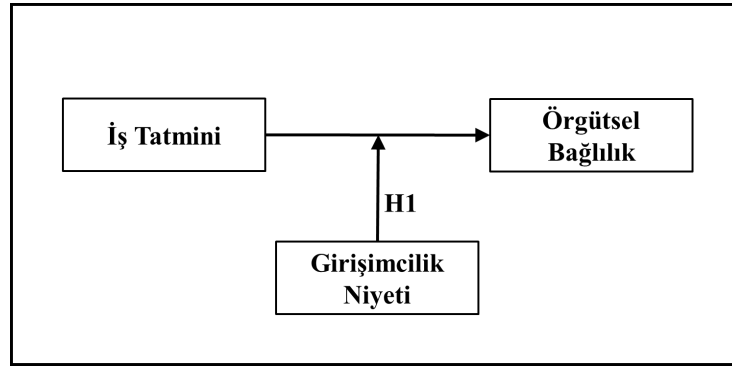 İş Tatmini
Örgütsel
Bağlılık
H1
Girişimcilik
Niyeti